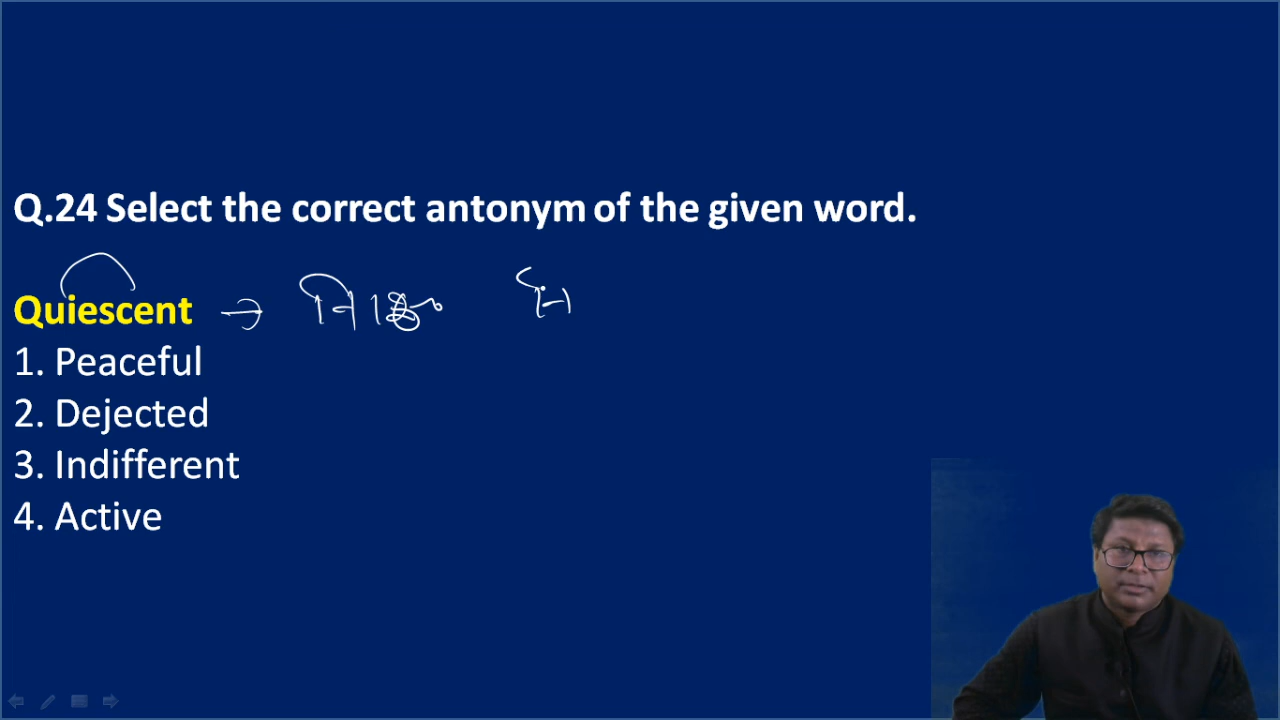 Q.24 Select the correct antonym of the given word.
Quiescent →
1. Peaceful
2. Dejected
3. Indifferent
4. Active